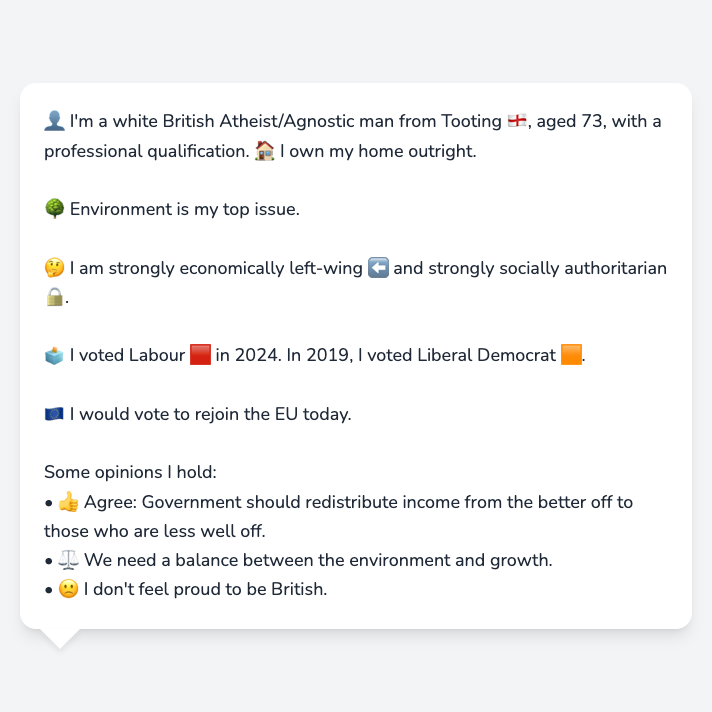 👤 I'm a white British Atheist/Agnostic man from Tooting 🏴󠁧󠁢󠁥󠁮󠁧󠁿, aged 73, with a
professional qualification. 🏠 I own my home outright.
🌳 Environment is my top issue.
🤔 I am strongly economically left-wing ⬅️ and strongly socially authoritarian
🔒.
🗳️ I voted Labour 🟥 in 2024. In 2019, I voted Liberal Democrat 🟧.
🇪🇺 I would vote to rejoin the EU today.
Some opinions I hold:
• 👍 Agree: Government should redistribute income from the better off to
those who are less well off.
• ⚖️ We need a balance between the environment and growth.
• 🙁 I don't feel proud to be British.